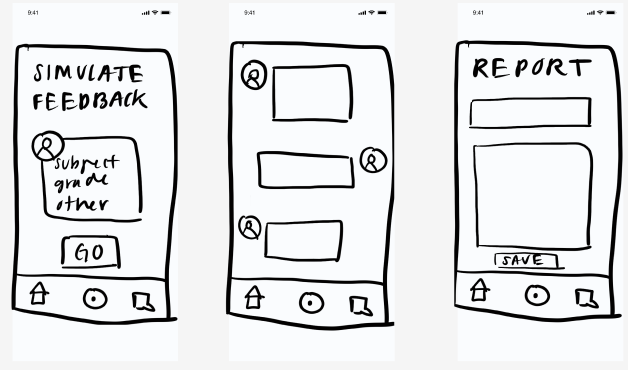 9:41
SIMULATE
FEEDBACK
subject
grade
other
GO
9:41
9:41
REPORT
SAVE